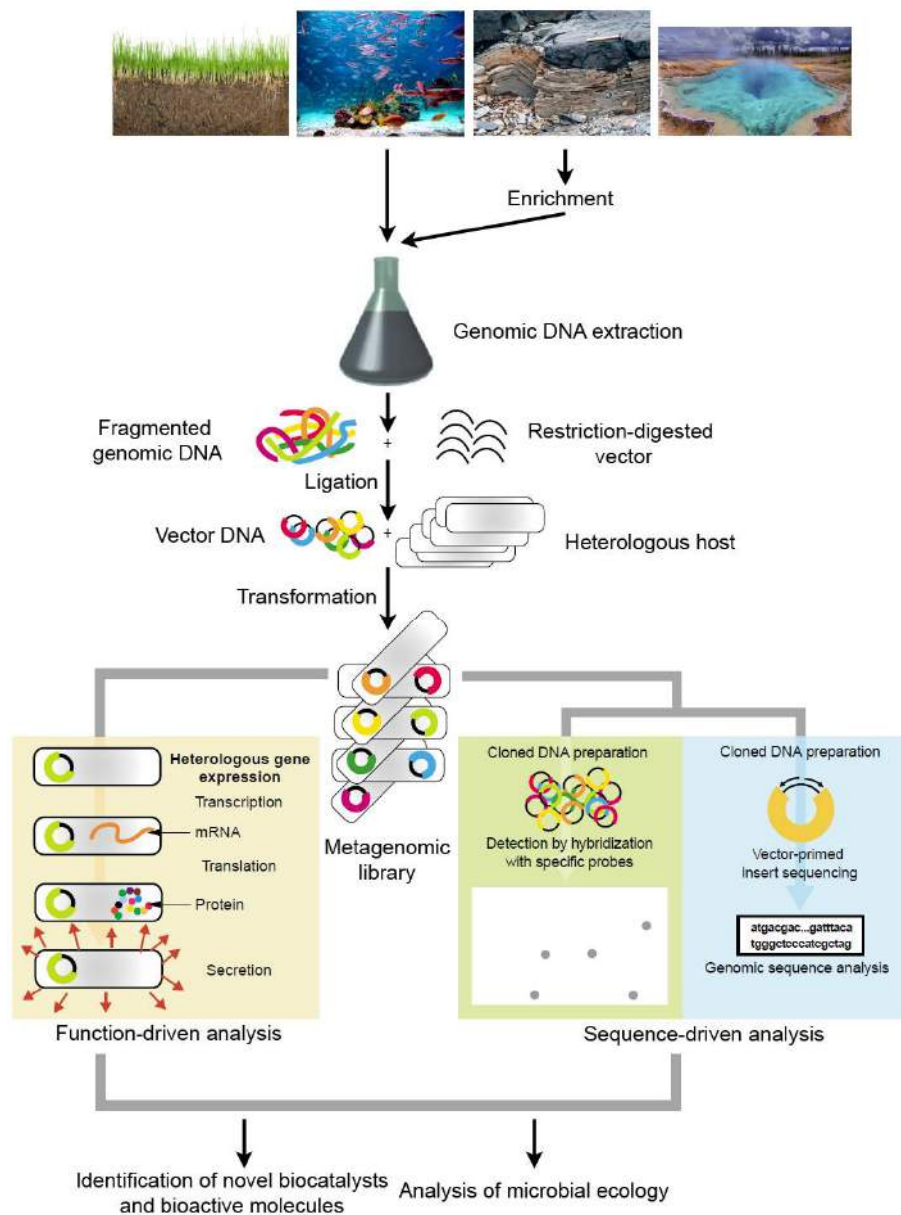 Enrichment
Genomic DNA extraction
Fragmented
genomic DNA
+
Restriction-digested
vector
Ligation
Vector DNA
+
Heterologous host
Transformation
Metagenomic
library
Heterologous gene
expression
Transcription
mRNA
Translation
Protein
Secretion
Function-driven analysis
Cloned DNA preparation
Detection by hybridization
with specific probes
Cloned DNA preparation
Vector-primed
insert sequencing
atgacgac...gatttaca
tgggctcccatcgctag
Genomic sequence analysis
Sequence-driven analysis
Identification of novel biocatalysts
and bioactive molecules
Analysis of microbial ecology